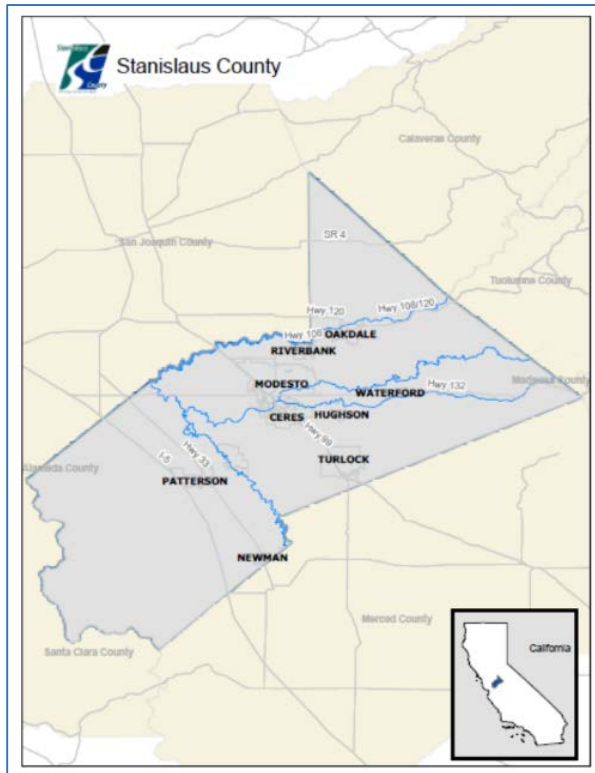 Stanislaus
County
Stanislaus County
Calaveras County
SR 4
San Joaquin County
Tuolumne County
Hwy 108/120
Hwy 120
Hwy 108
OAKDALE
RIVERBANK
MODESTO
Mariposa County
Hwy 132
WATERFORD
CERES
HUGHSON
Hwy 99
TURLOCK
Alameda County
I-5
Hwy 33
PATTERSON
NEWMAN
Merced County
Santa Clara County
California